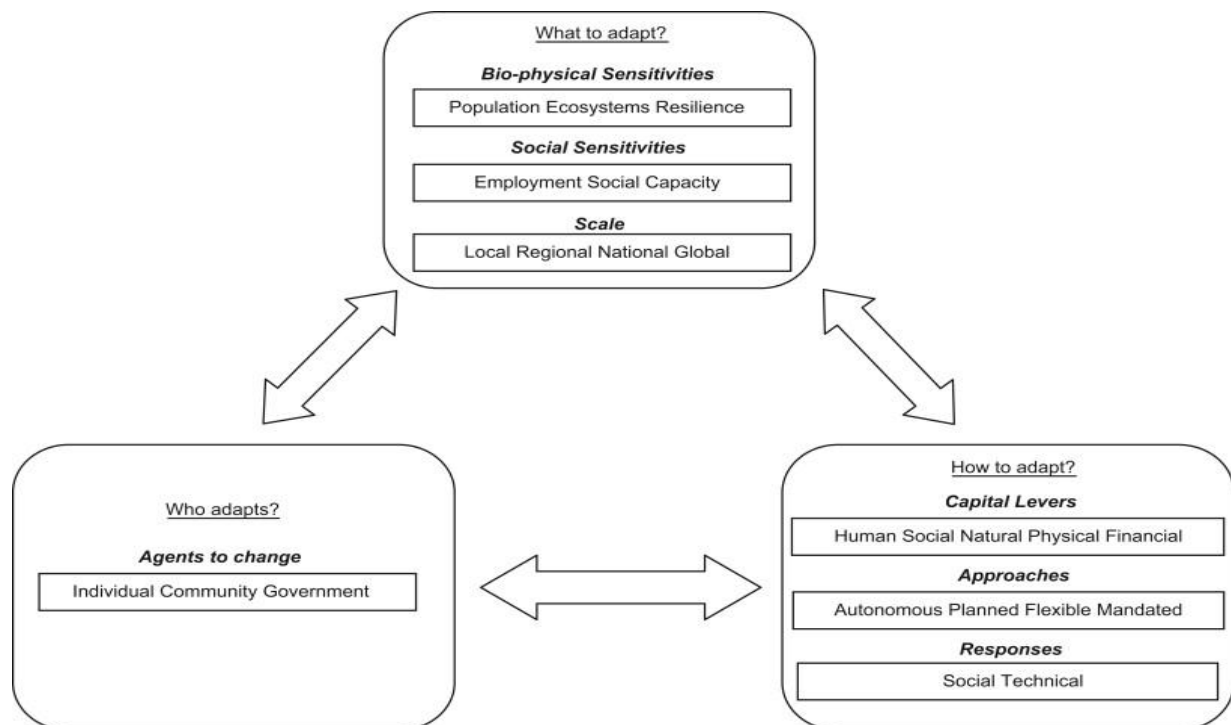 What to adapt?
Bio-physical Sensitivities
Population Ecosystems Resilience
Social Sensitivities
Employment Social Capacity
Scale
Local Regional National Global
Who adapts?
Agents to change
Individual Community Government
How to adapt?
Capital Levers
Human Social Natural Physical Financial
Approaches
Autonomous Planned Flexible Mandated
Responses
Social Technical